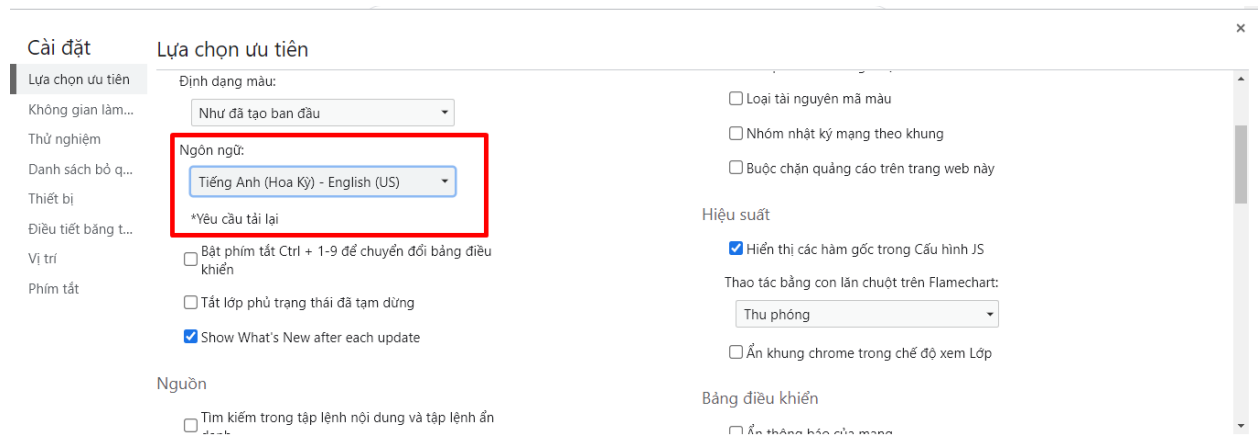 Cài đặt
Lựa chọn ưu tiên
Không gian làm...
Thử nghiệm
Danh sách bỏ q...
Thiết bị
Điều tiết băng t...
Vị trí
Phím tắt
Lựa chọn ưu tiên
Định dạng màu:
Như đã tạo ban đầu
Ngôn ngữ:
Tiếng Anh (Hoa Kỳ) - English (US)
*Yêu cầu tải lại
Bật phím tắt Ctrl + 1-9 để chuyển đổi bảng điều
khiển
Tắt lớp phủ trạng thái đã tạm dừng
Show What's New after each update
Nguồn
Tìm kiếm trong tập lệnh nội dung và tập lệnh ẩn
Loại tài nguyên mã màu
Nhóm nhật ký mạng theo khung
Buộc chặn quảng cáo trên trang web này
Hiệu suất
Hiển thị các hàm gốc trong Cấu hình JS
Thao tác bằng con lăn chuột trên Flamechart:
Thu phóng
Ẩn khung chrome trong chế độ xem Lớp
Bảng điều khiển
Ẩn thông báo của mạng